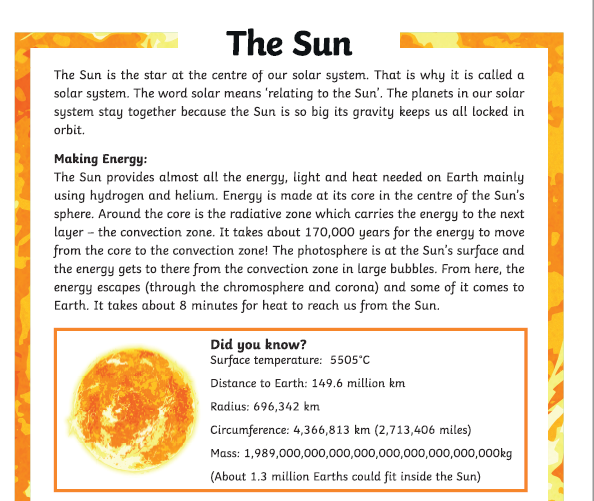 The Sun
The Sun is the star at the centre of our solar system. That is why it is called a
solar system. The word solar means ‘relating to the Sun’. The planets in our solar
system stay together because the Sun is so big its gravity keeps us all locked in
orbit.
Making Energy:
The Sun provides almost all the energy, light and heat needed on Earth mainly
using hydrogen and helium. Energy is made at its core in the centre of the Sun’s
sphere. Around the core is the radiative zone which carries the energy to the next
layer – the convection zone. It takes about 170,000 years for the energy to move
from the core to the convection zone! The photosphere is at the Sun’s surface and
the energy gets to there from the convection zone in large bubbles. From here, the
energy escapes (through the chromosphere and corona) and some of it comes to
Earth. It takes about 8 minutes for heat to reach us from the Sun.
Did you know?
Surface temperature: 5505°C
Distance to Earth: 149.6 million km
Radius: 696,342 km
Circumference: 4,366,813 km (2,713,406 miles)
Mass: 1,989,000,000,000,000,000,000,000,000,000kg
(About 1.3 million Earths could fit inside the Sun)